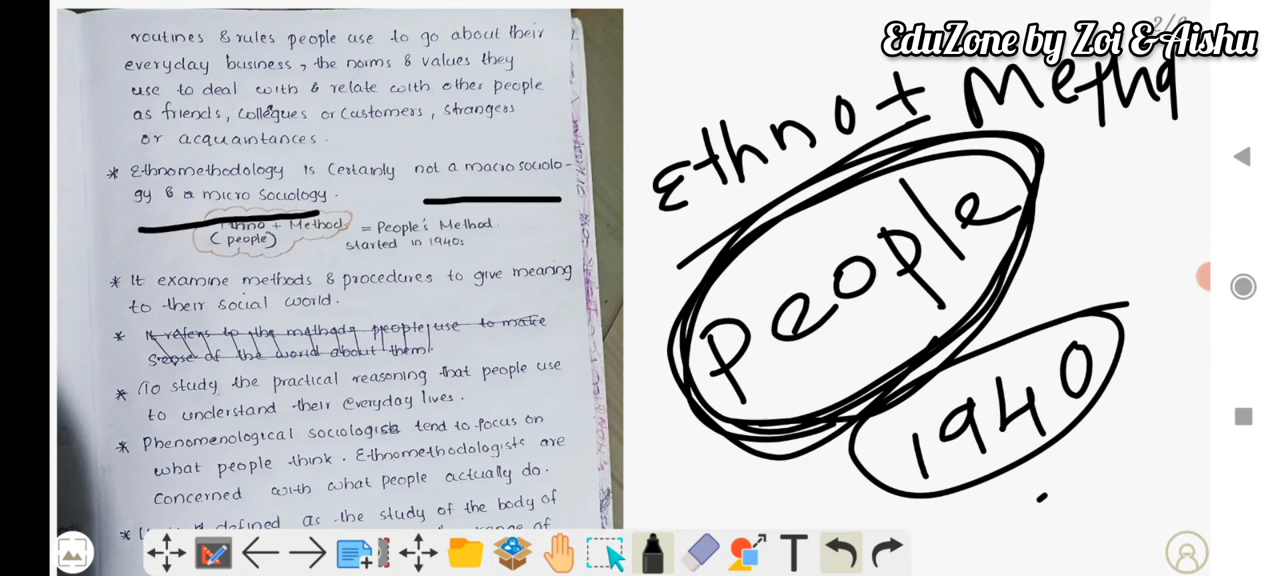 routines & rules people use to go about their
everyday business, the norms & values they
use to deal with & relate with other people
as friends, collegues or customers, strangers
or acquaintances.
* Ethnomethodology is Certainly not a macro sociolo-
gy & a micro Sociology.
+ Method = People's Method.
(people) started in 1940s
* It examine methods & procedures to give meaning
to their social world.
* It refers to the methods people use to make
sense of the world about them.
* To study the practical reasoning that people use
to understand their everyday lives.
* Phenomenological sociologists tend to focus on
what people think. Ethnomethodologists are
Concerned with what people actually do.
* defined as the study of the body of
EduZone by Zoi & Aishu
Ethno + Metho
People
1940
T